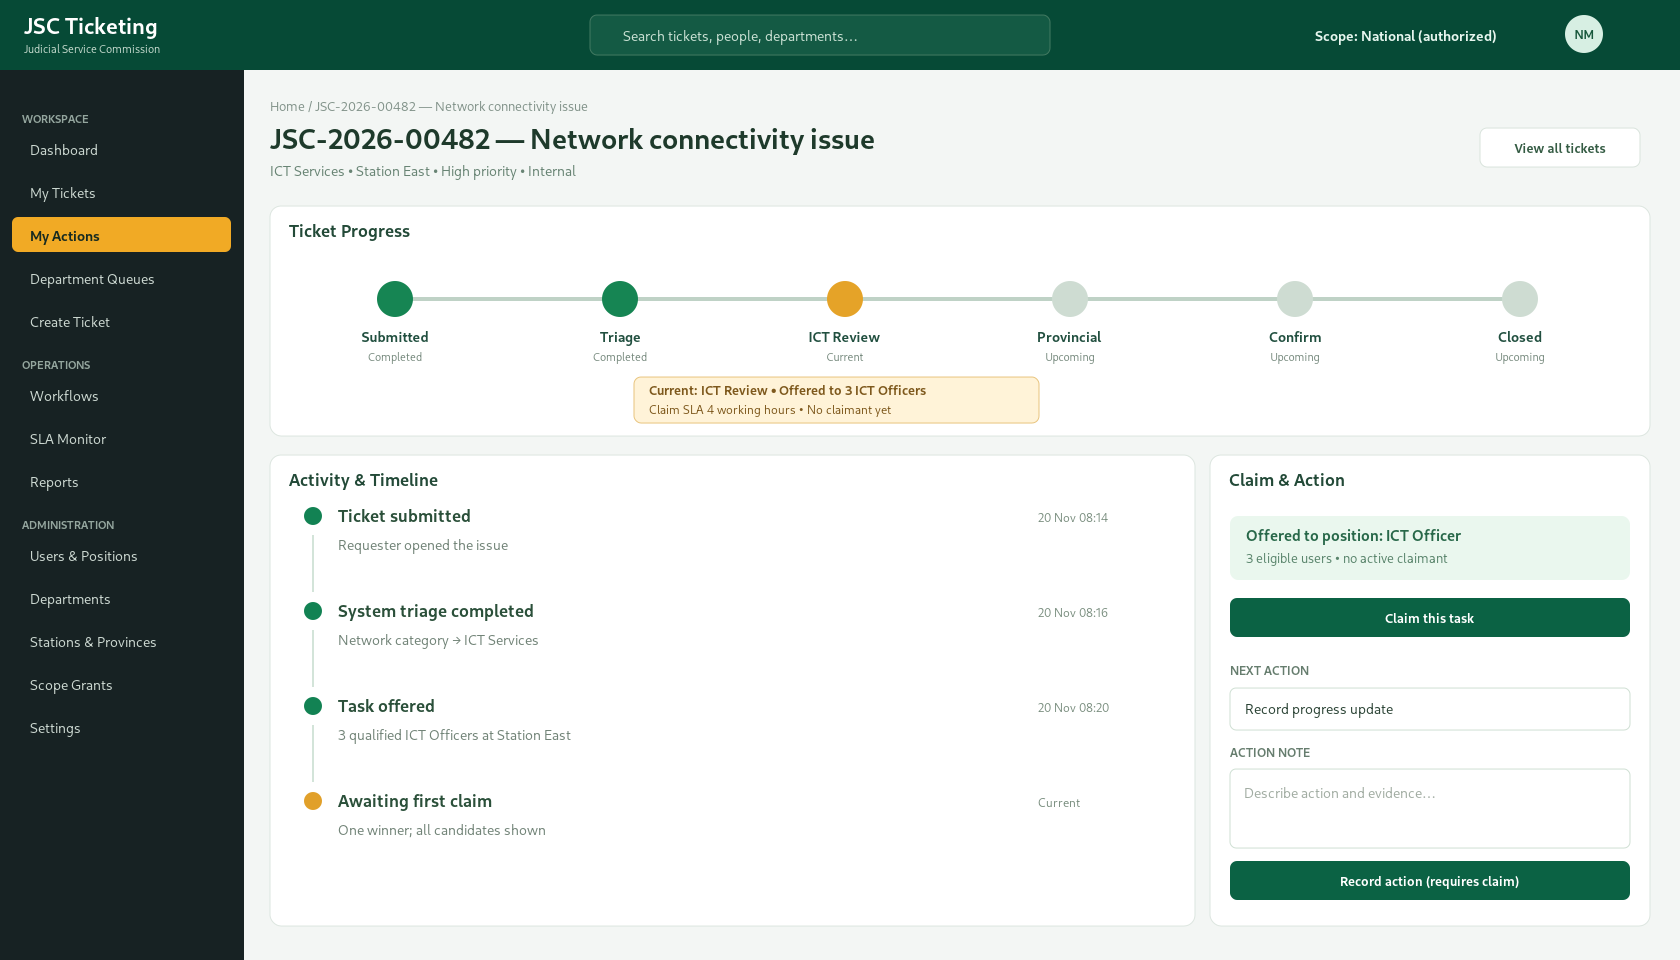 JSC Ticketing
Judicial Service Commission
Search tickets, people, departments...
Scope: National (authorized)
NM
WORKSPACE
Dashboard
My Tickets
My Actions
Department Queues
Create Ticket
OPERATIONS
Workflows
SLA Monitor
Reports
ADMINISTRATION
Users & Positions
Departments
Stations & Provinces
Scope Grants
Settings
Home / JSC-2026-00482 — Network connectivity issue
JSC-2026-00482 — Network connectivity issue
ICT Services • Station East • High priority • Internal
View all tickets
Ticket Progress
Submitted
Completed
Triage
Completed
ICT Review
Current
Provincial
Upcoming
Confirm
Upcoming
Closed
Upcoming
Current: ICT Review • Offered to 3 ICT Officers
Claim SLA 4 working hours • No claimant yet
Activity & Timeline
Ticket submitted
20 Nov 08:14
Requester opened the issue
System triage completed
20 Nov 08:16
Network category → ICT Services
Task offered
20 Nov 08:20
3 qualified ICT Officers at Station East
Awaiting first claim
Current
One winner; all candidates shown
Claim & Action
Offered to position: ICT Officer
3 eligible users • no active claimant
Claim this task
NEXT ACTION
Record progress update
ACTION NOTE
Describe action and evidence...
Record action (requires claim)